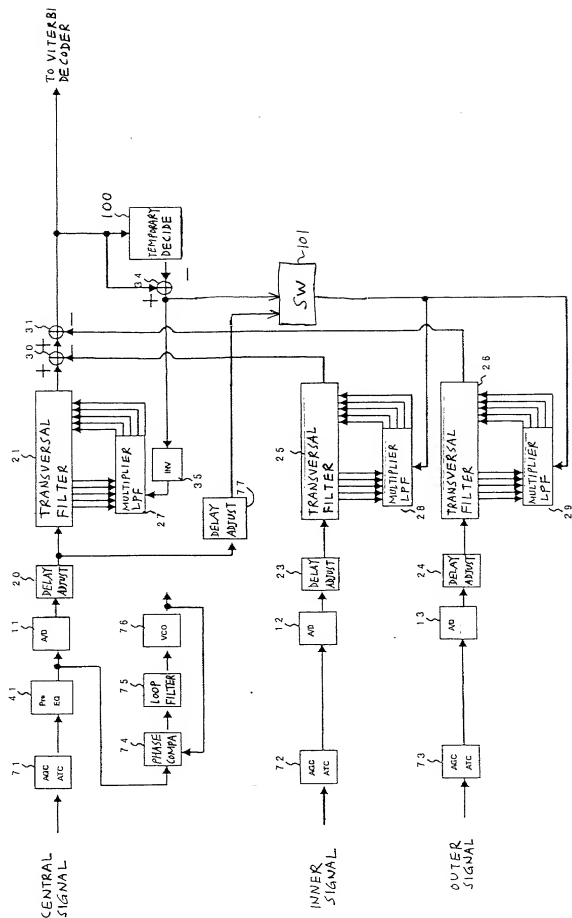 CENTRAL
SIGNAL
71
AGC
ATC
41
Pre
EQ
11
A/D
20
DELAY
ADJUST
21
TRANSVERSAL
FILTER
MULTIPLIER
LPF
27
30
+
31
+
−
TO VITERBI
DECODER
100
TEMPORARY
DECIDE
34
+
−
INV
35
101
SW
74
PHASE
COMPA
75
LOOP
FILTER
76
VCO
DELAY
ADJUST
77
INNER
SIGNAL
72
AGC
ATC
12
A/D
23
DELAY
ADJUST
TRANSVERSAL
FILTER
25
MULTIPLIER
LPF
28
OUTER
SIGNAL
73
AGC
ATC
13
A/D
24
DELAY
ADJUST
TRANSVERSAL
FILTER
26
MULTIPLIER
LPF
29